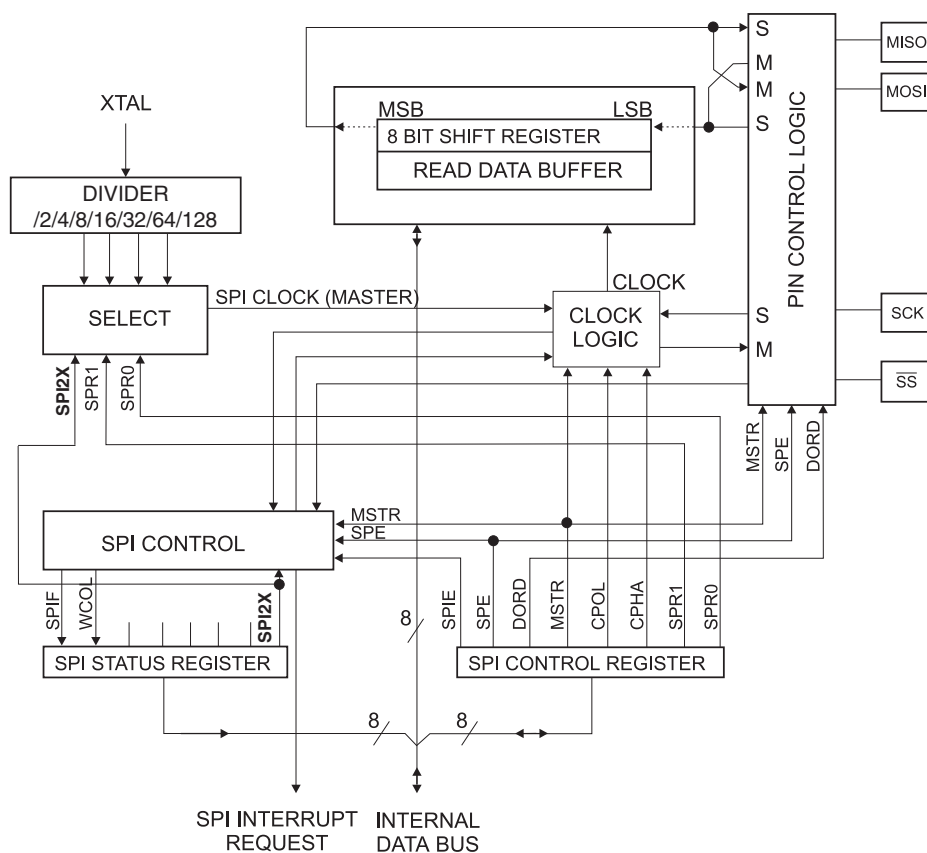 S
MISO
M
MOSI
XTAL
MSB
LSB
M
8 BIT SHIFT REGISTER
S
READ DATA BUFFER
DIVIDER
/2/4/8/16/32/64/128
PIN CONTROL LOGIC
SPI CLOCK (MASTER)
CLOCK
SELECT
CLOCK
LOGIC
S
SCK
M
SPI2X
SPR1
SPR0
SS
MSTR
SPE
DORD
SPI CONTROL
MSTR
SPE
SPIF
WCOL
SPI2X
8
SPIE
SPE
DORD
MSTR
CPOL
CPHA
SPR1
SPR0
SPI STATUS REGISTER
SPI CONTROL REGISTER
8
8
SPI INTERRUPT
REQUEST
INTERNAL
DATA BUS